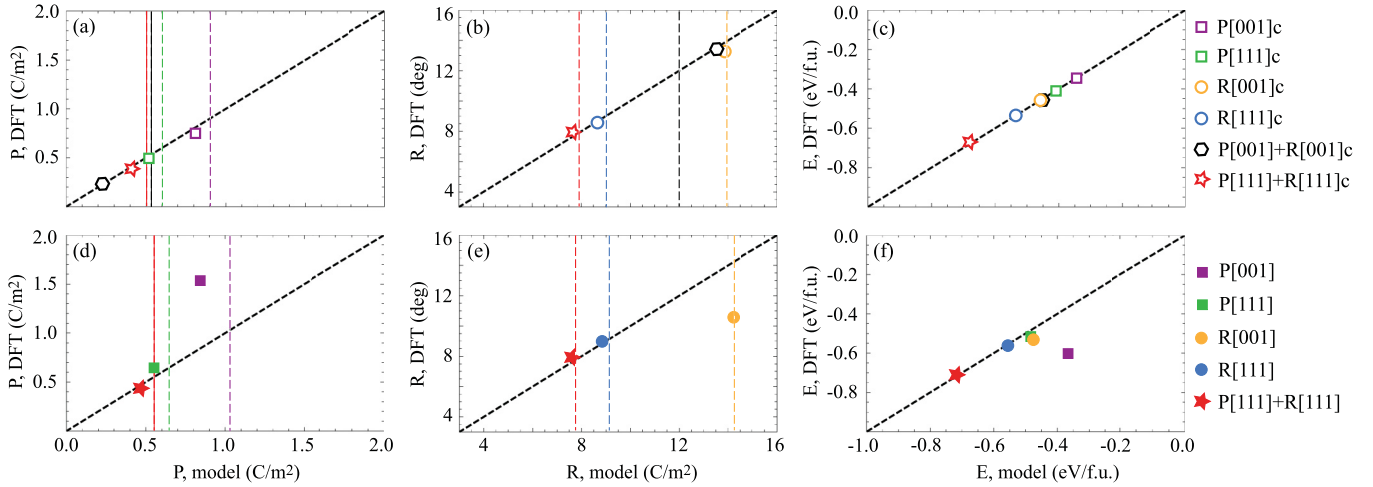 (a)
P, DFT (C/m2)
2.0
1.5
1.0
0.5
(b)
R, DFT (deg)
16
12
8
4
(c)
E, DFT (eV/f.u.)
-0.0
-0.2
-0.4
-0.6
-0.8
P[001]c
P[111]c
R[001]c
R[111]c
P[001]+R[001]c
P[111]+R[111]c
(d)
P, DFT (C/m2)
2.0
1.5
1.0
0.5
0.0 0.5 1.0 1.5 2.0
P, model (C/m2)
(e)
R, DFT (deg)
16
12
8
4
4 8 12 16
R, model (C/m2)
(f)
E, DFT (eV/f.u.)
0.0
-0.2
-0.4
-0.6
-0.8
-1.0 -0.8 -0.6 -0.4 -0.2 0.0
E, model (eV/f.u.)
P[001]
P[111]
R[001]
R[111]
P[111]+R[111]